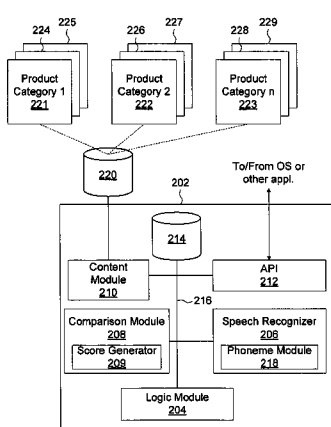 225
224
227
226
229
228
Product
Category 1
221
Product
Category 2
222
Product
Category n
223
220
To/From OS or
other appl.
202
214
Content
Module
210
API
212
216
Comparison Module
208
Score Generator
209
Speech Recognizer
206
Phoneme Module
218
Logic Module
204